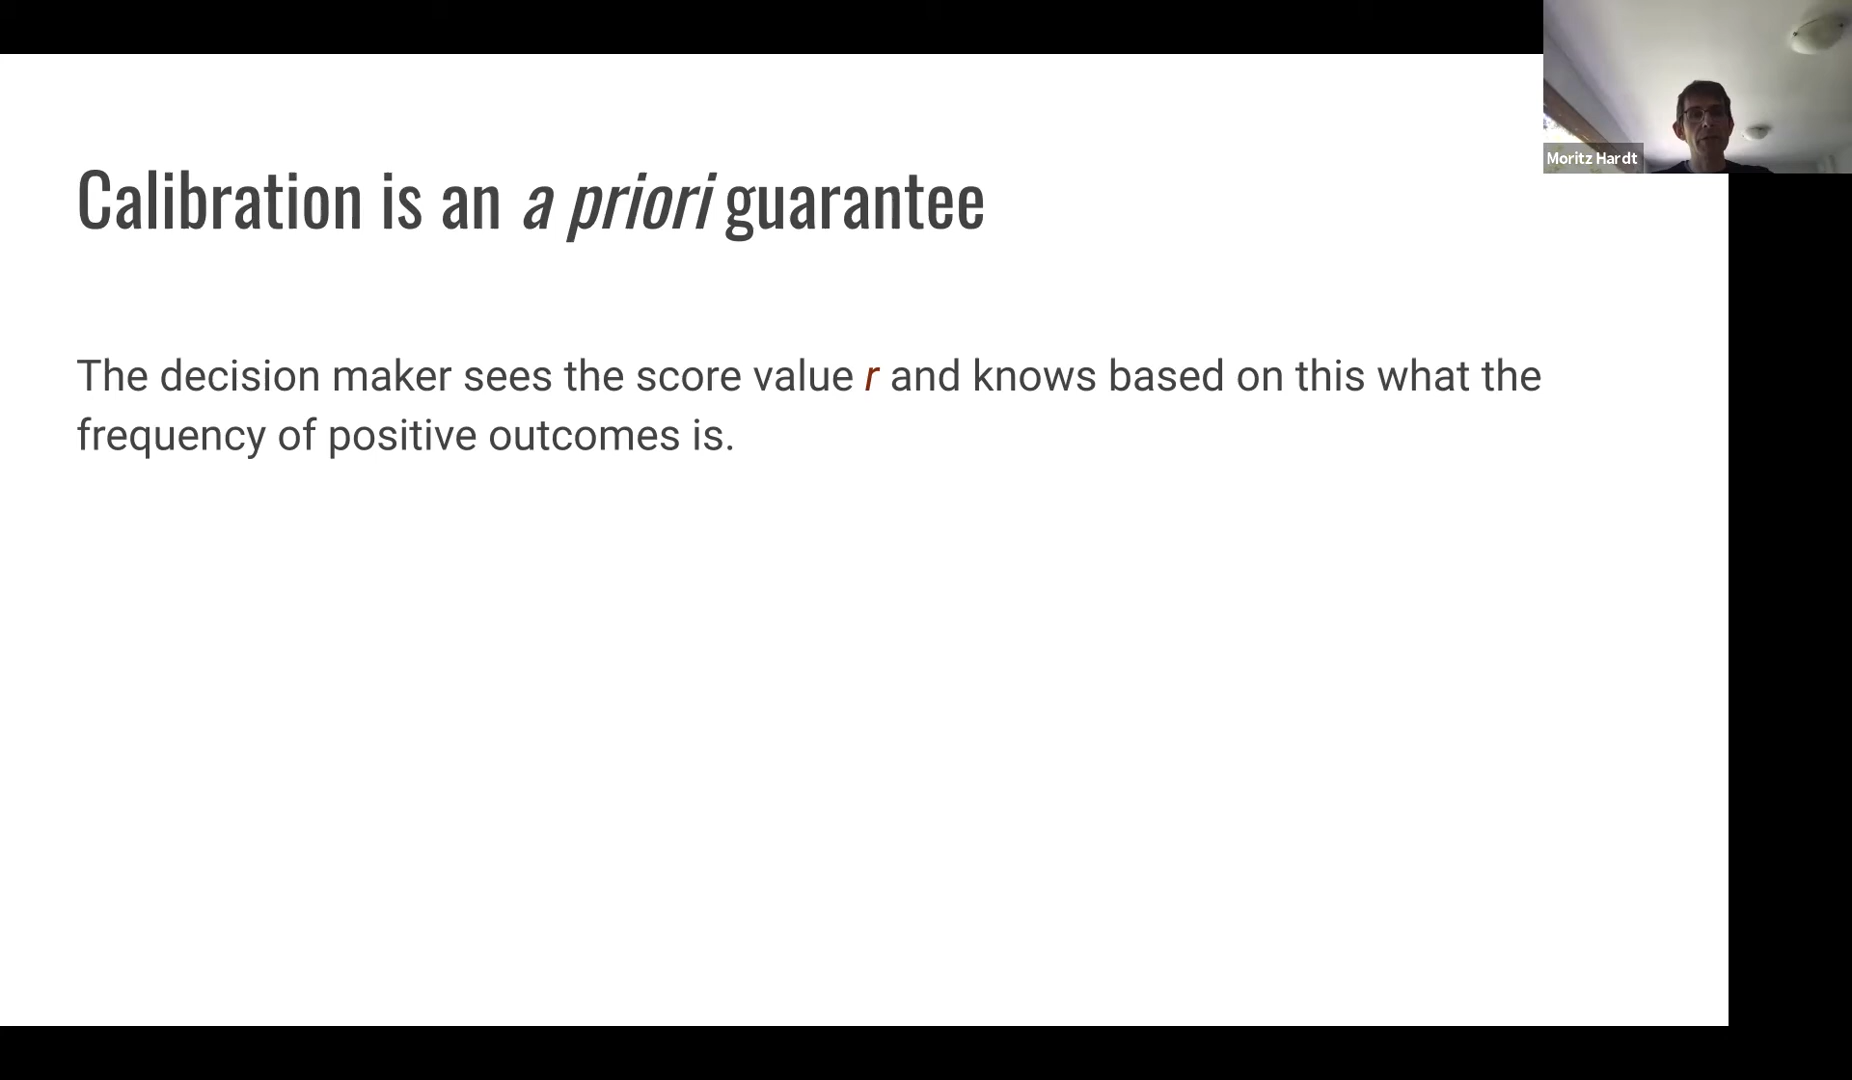 Moritz Hardt
Calibration is an a priori guarantee
The decision maker sees the score value r and knows based on this what the
frequency of positive outcomes is.